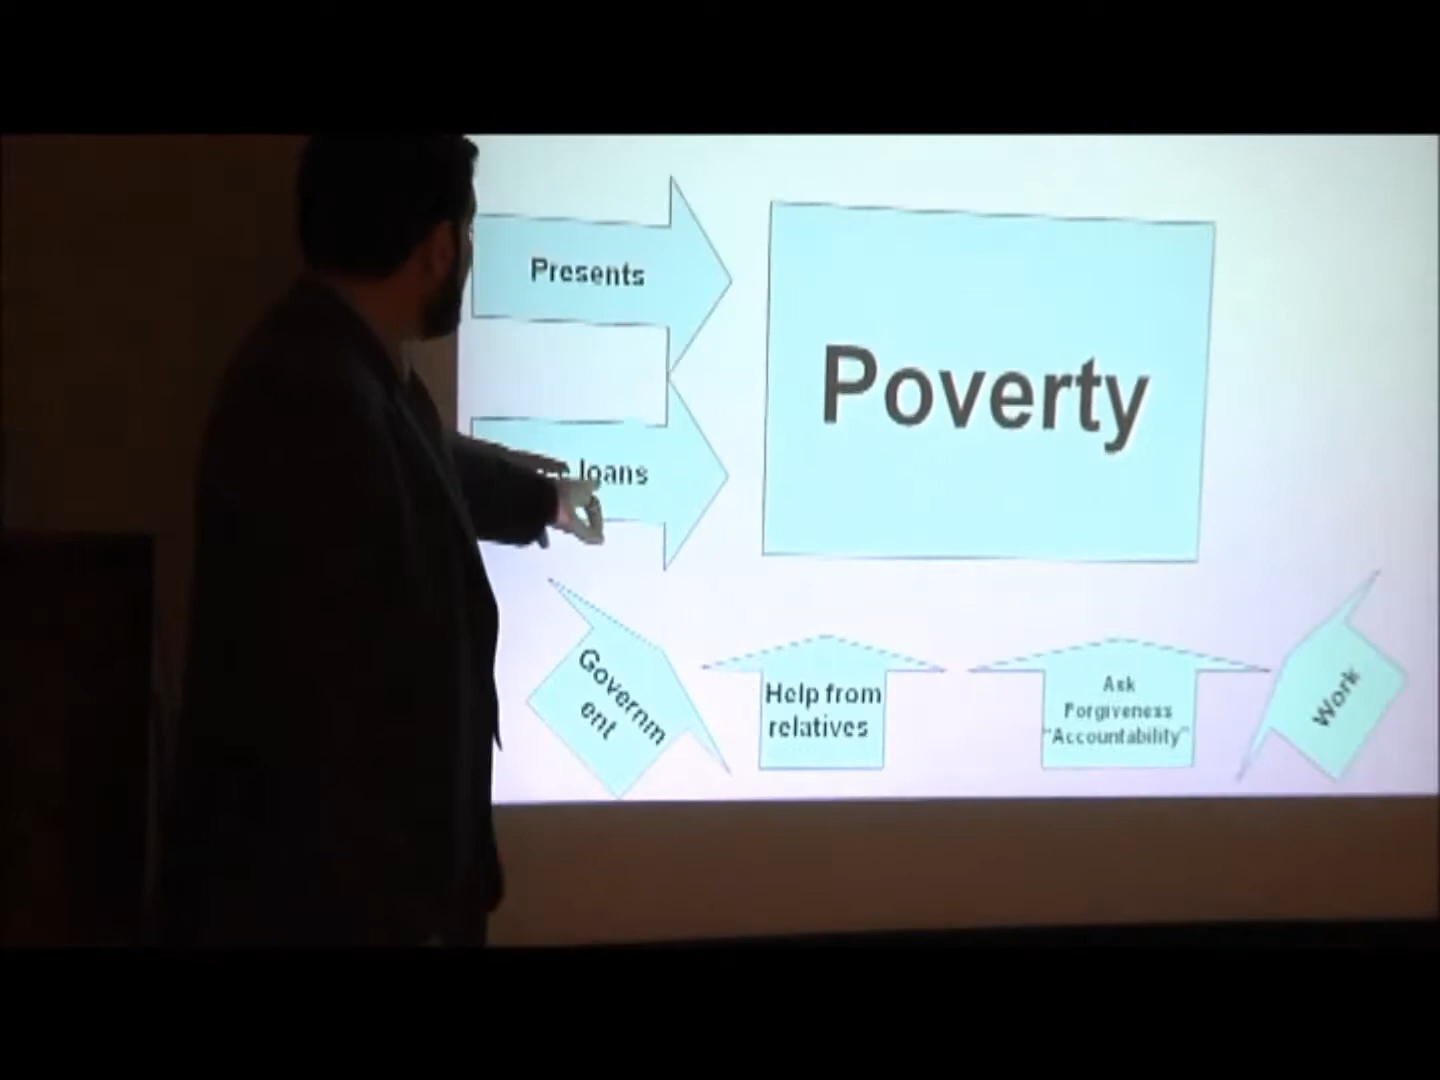 Presents
Poverty
loans
Governm
ent
Help from
relatives
Ask
Forgiveness
"Accountability"
Work